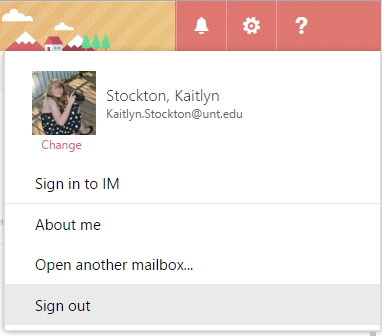 ?
Stockton, Kaitlyn
Kaitlyn.Stockton@unt.edu
Change
Sign in to IM
About me
Open another mailbox...
Sign out